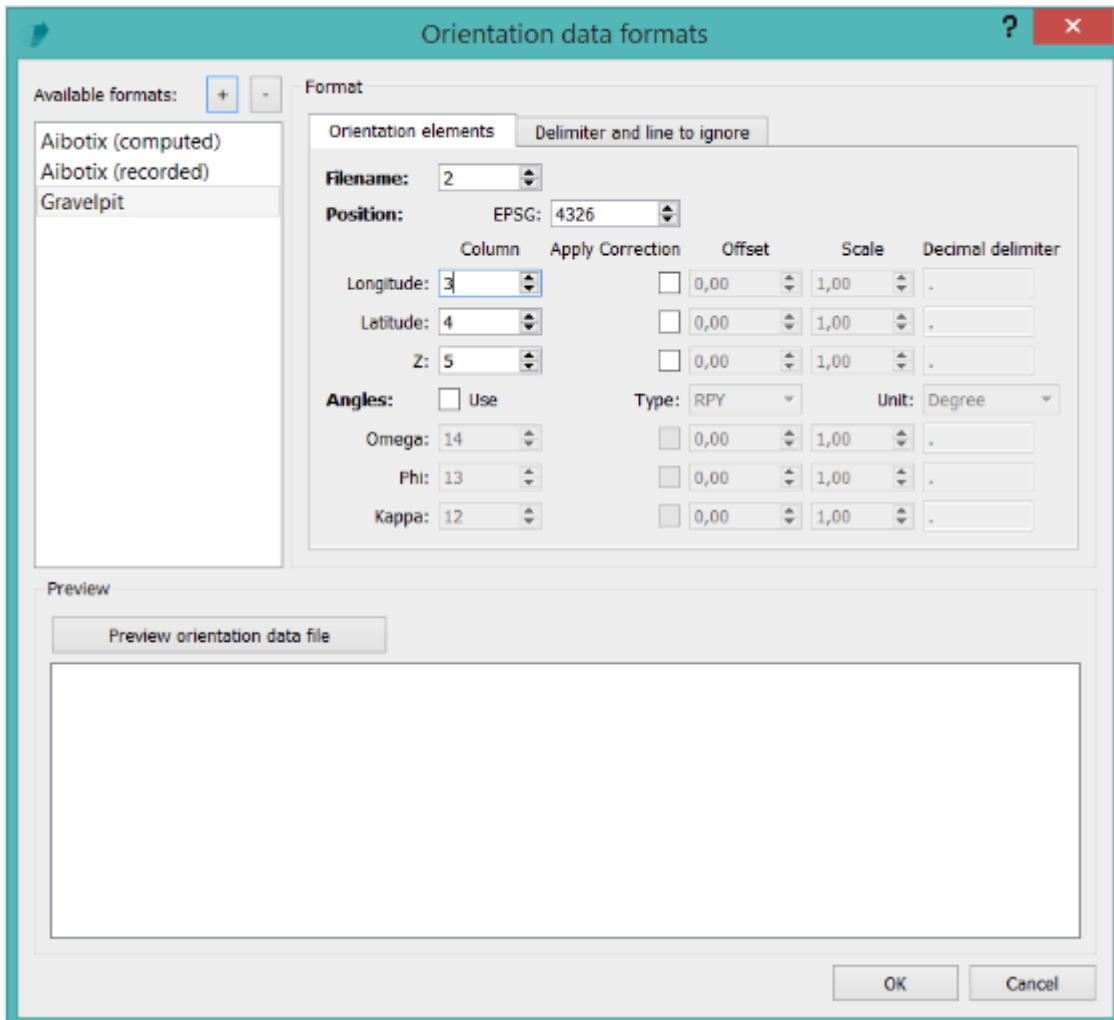 Orientation data formats ? ×
Available formats: + -
Aibotix (computed)
Aibotix (recorded)
Gravelpit
Format
Orientation elements Delimiter and line to ignore
Filename: 2
Position: EPSG: 4326
Column Apply Correction Offset Scale Decimal delimiter
Longitude: 3 0,00 1,00 .
Latitude: 4 0,00 1,00 .
Z: 5 0,00 1,00 .
Angles: Use Type: RPY Unit: Degree
Omega: 14 0,00 1,00 .
Phi: 13 0,00 1,00 .
Kappa: 12 0,00 1,00 .
Preview
Preview orientation data file
OK Cancel